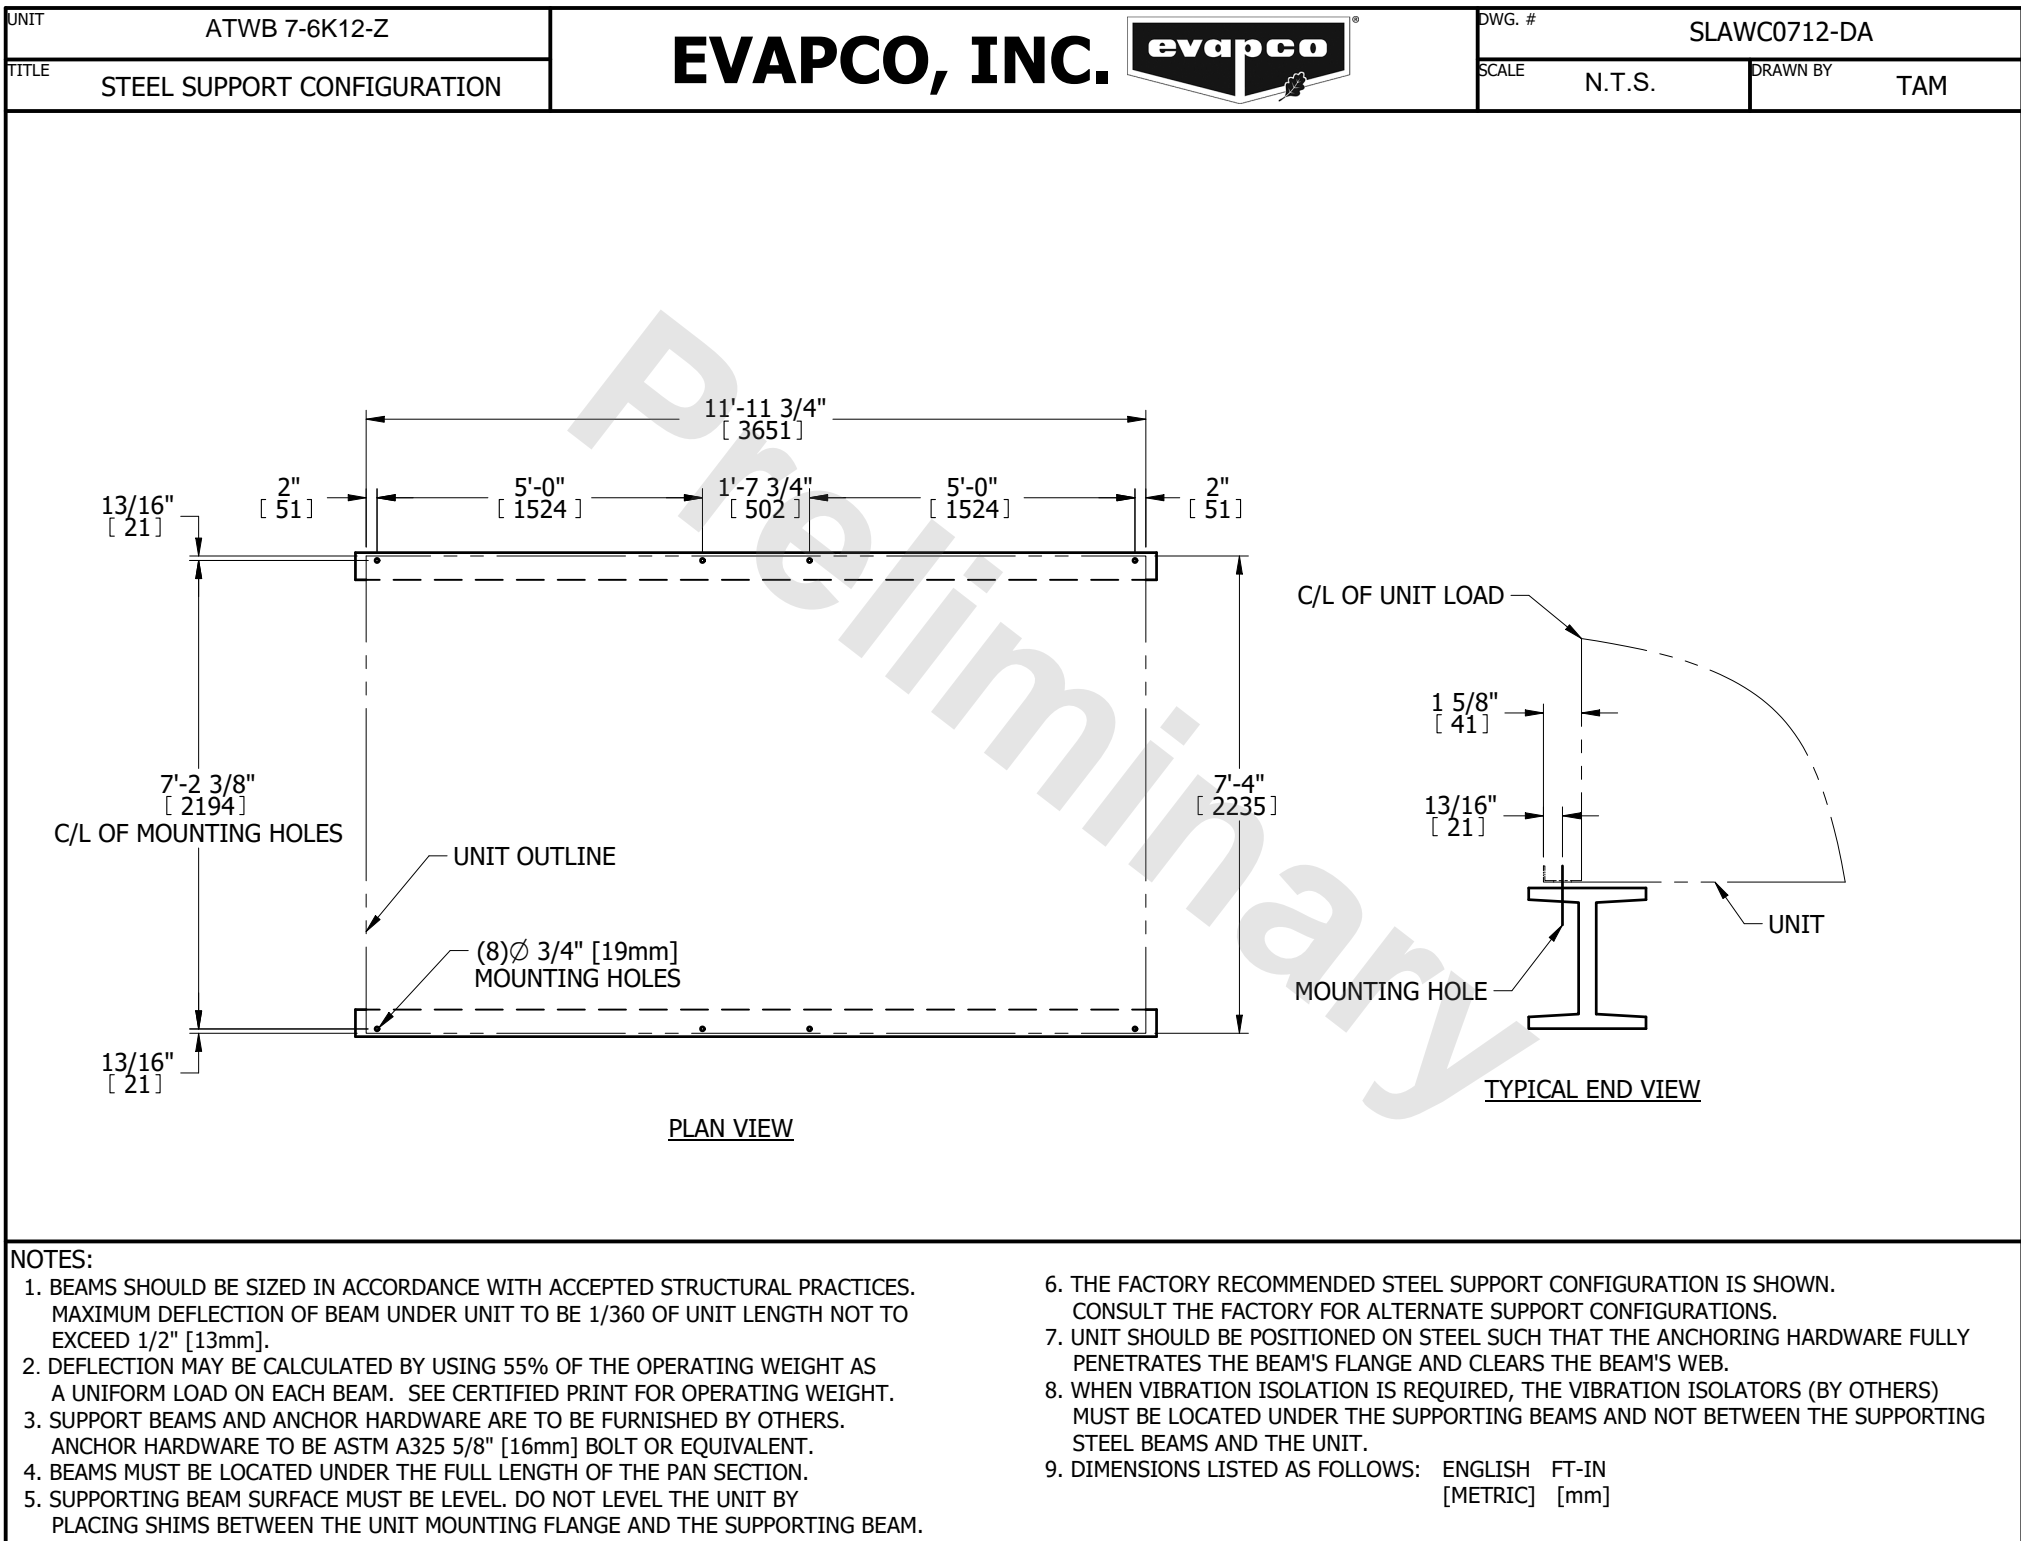 UNIT
ATWB 7-6K12-Z
TITLE
STEEL SUPPORT CONFIGURATION
EVAPCO, INC.
evapco®
DWG. #
SLAWC0712-DA
SCALE
N.T.S.
DRAWN BY
TAM
Preliminary
11'-11 3/4"
[ 3651]
13/16"
[ 21]
2"
[ 51]
5'-0"
[ 1524 ]
1'-7 3/4"
[ 502 ]
5'-0"
[ 1524]
2"
[ 51]
7'-2 3/8"
[ 2194]
C/L OF MOUNTING HOLES
7'-4"
[ 2235]
UNIT OUTLINE
(8)Ø 3/4" [19mm]
MOUNTING HOLES
13/16"
[ 21]
PLAN VIEW
C/L OF UNIT LOAD
1 5/8"
[ 41]
13/16"
[ 21]
UNIT
MOUNTING HOLE
TYPICAL END VIEW
NOTES:
1. BEAMS SHOULD BE SIZED IN ACCORDANCE WITH ACCEPTED STRUCTURAL PRACTICES.
MAXIMUM DEFLECTION OF BEAM UNDER UNIT TO BE 1/360 OF UNIT LENGTH NOT TO
EXCEED 1/2" [13mm].
2. DEFLECTION MAY BE CALCULATED BY USING 55% OF THE OPERATING WEIGHT AS
A UNIFORM LOAD ON EACH BEAM. SEE CERTIFIED PRINT FOR OPERATING WEIGHT.
3. SUPPORT BEAMS AND ANCHOR HARDWARE ARE TO BE FURNISHED BY OTHERS.
ANCHOR HARDWARE TO BE ASTM A325 5/8" [16mm] BOLT OR EQUIVALENT.
4. BEAMS MUST BE LOCATED UNDER THE FULL LENGTH OF THE PAN SECTION.
5. SUPPORTING BEAM SURFACE MUST BE LEVEL. DO NOT LEVEL THE UNIT BY
PLACING SHIMS BETWEEN THE UNIT MOUNTING FLANGE AND THE SUPPORTING BEAM.
6. THE FACTORY RECOMMENDED STEEL SUPPORT CONFIGURATION IS SHOWN.
CONSULT THE FACTORY FOR ALTERNATE SUPPORT CONFIGURATIONS.
7. UNIT SHOULD BE POSITIONED ON STEEL SUCH THAT THE ANCHORING HARDWARE FULLY
PENETRATES THE BEAM'S FLANGE AND CLEARS THE BEAM'S WEB.
8. WHEN VIBRATION ISOLATION IS REQUIRED, THE VIBRATION ISOLATORS (BY OTHERS)
MUST BE LOCATED UNDER THE SUPPORTING BEAMS AND NOT BETWEEN THE SUPPORTING
STEEL BEAMS AND THE UNIT.
9. DIMENSIONS LISTED AS FOLLOWS: ENGLISH FT-IN
[METRIC] [mm]